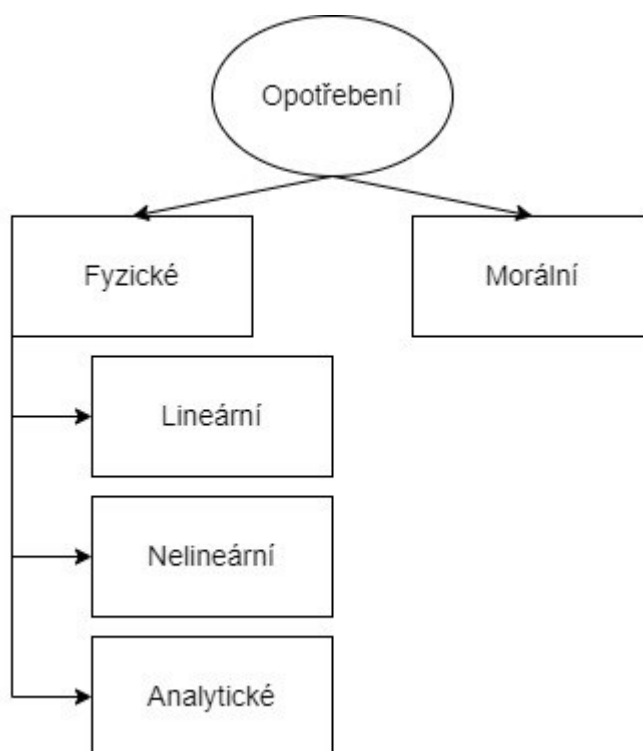 Opotřebení
Fyzické
Morální
Lineární
Nelineární
Analytické